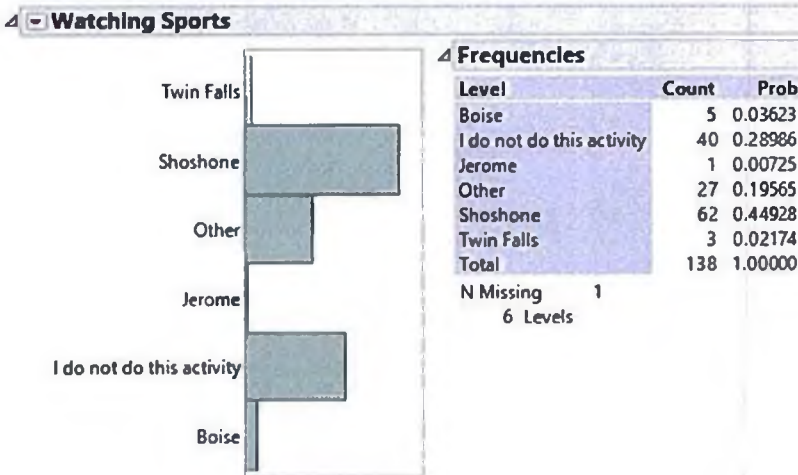 Watching Sports
Twin Falls
Shoshone
Other
Jerome
I do not do this activity
Boise
Frequencies
Level Count Prob
Boise 5 0.03623
I do not do this activity 40 0.28986
Jerome 1 0.00725
Other 27 0.19565
Shoshone 62 0.44928
Twin Falls 3 0.02174
Total 138 1.00000
N Missing 1
6 Levels